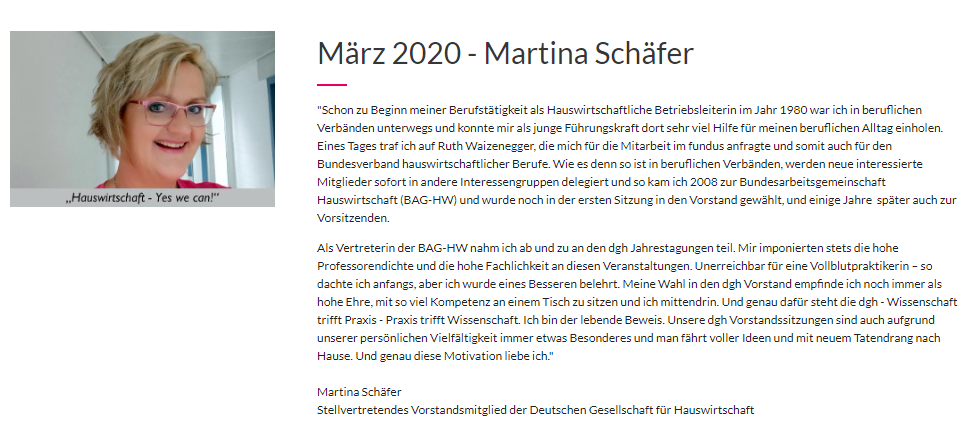 März 2020 - Martina Schäfer
"Schon zu Beginn meiner Berufstätigkeit als Hauswirtschaftliche Betriebsleiterin im Jahr 1980 war ich in beruflichen
Verbänden unterwegs und konnte mir als junge Führungskraft dort sehr viel Hilfe für meinen beruflichen Alltag einholen.
Eines Tages traf ich auf Ruth Waizenegger, die mich für die Mitarbeit im fundus anfragte und somit auch für den
Bundesverband hauswirtschaftlicher Berufe. Wie es denn so ist in beruflichen Verbänden, werden neue interessierte
Mitglieder sofort in andere Interessengruppen delegiert und so kam ich 2008 zur Bundesarbeitsgemeinschaft
Hauswirtschaft (BAG-HW) und wurde noch in der ersten Sitzung in den Vorstand gewählt, und einige Jahre später auch zur
Vorsitzenden.
Als Vertreterin der BAG-HW nahm ich ab und zu an den dgh Jahrestagungen teil. Mir imponierten stets die hohe
Professorendichte und die hohe Fachlichkeit an diesen Veranstaltungen. Unerreichbar für eine Vollblutpraktikerin – so
dachte ich anfangs, aber ich wurde eines Besseren belehrt. Meine Wahl in den dgh Vorstand empfinde ich noch immer als
hohe Ehre, mit so viel Kompetenz an einem Tisch zu sitzen und ich mittendrin. Und genau dafür steht die dgh - Wissenschaft
trifft Praxis - Praxis trifft Wissenschaft. Ich bin der lebende Beweis. Unsere dgh Vorstandssitzungen sind auch aufgrund
unserer persönlichen Vielfältigkeit immer etwas Besonderes und man fährt voller Ideen und mit neuem Tatendrang nach
Hause. Und genau diese Motivation liebe ich."
Martina Schäfer
Stellvertretendes Vorstandsmitglied der Deutschen Gesellschaft für Hauswirtschaft
„Hauswirtschaft - Yes we can!“